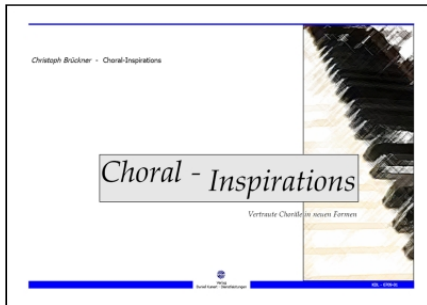 Christoph Brückner - Choral-Inspirations
Choral - Inspirations
Vertraute Choräle in neuen Formen